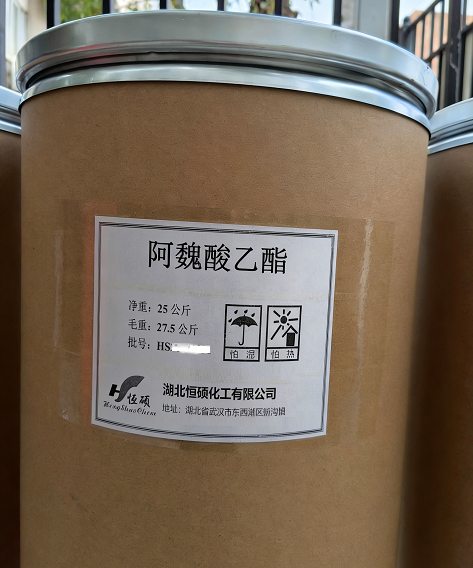 阿魏酸乙酯
净重：25 公斤
毛重：27.5 公斤
批号：HS
怕 湿
怕 热
恒硕
HengShuoChem
湖北恒硕化工有限公司
地址：湖北省武汉市东西湖区新沟镇